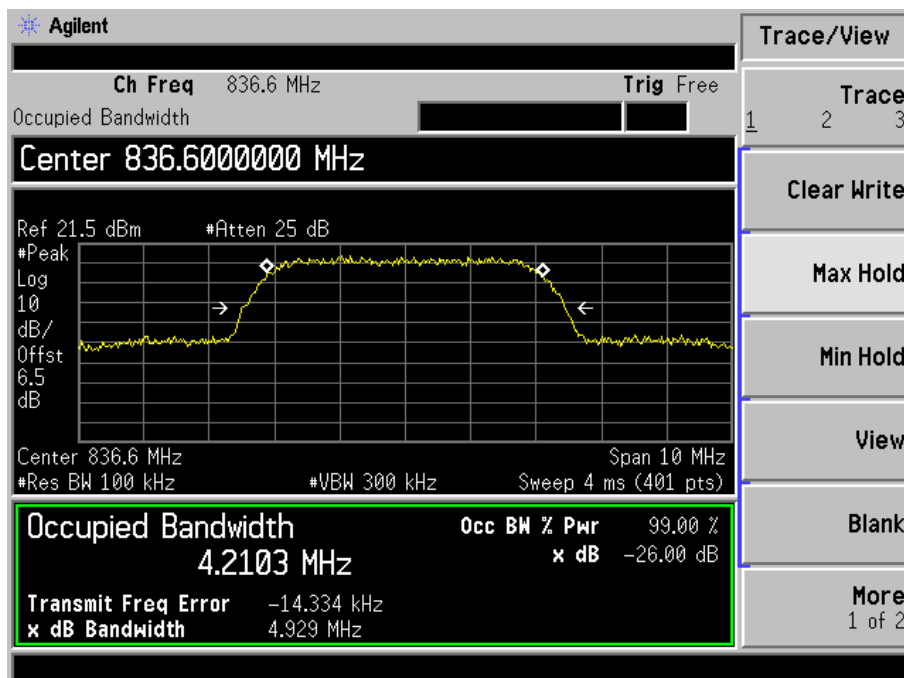 Agilent
Trace/View
Ch Freq 836.6 MHz Trig Free
Occupied Bandwidth
Trace
1 2 3
Center 836.6000000 MHz
Clear Write
Ref 21.5 dBm #Atten 25 dB
#Peak
Log
10
dB/
Offst
6.5
dB
Max Hold
Min Hold
Center 836.6 MHz Span 10 MHz
#Res BW 100 kHz #VBW 300 kHz Sweep 4 ms (401 pts)
View
Occupied Bandwidth Occ BW % Pwr 99.00 %
4.2103 MHz x dB -26.00 dB
Blank
Transmit Freq Error -14.334 kHz
x dB Bandwidth 4.929 MHz
More
1 of 2